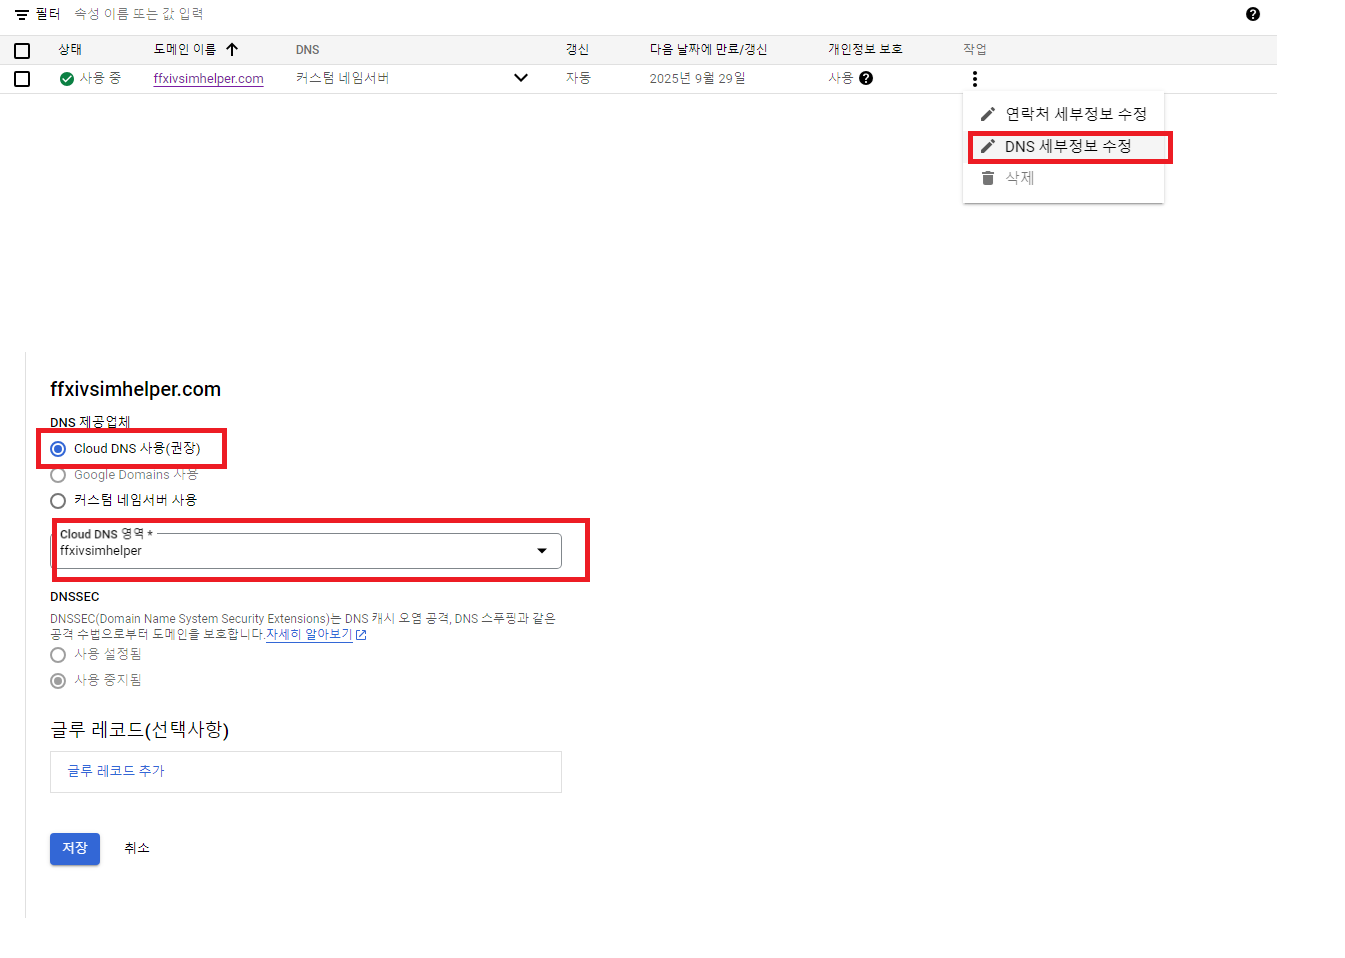 필터 속성 이름 또는 값 입력
상태 도메인 이름 DNS 갱신 다음 날짜에 만료/갱신 개인정보 보호 작업
사용 중 ffxivsimhelper.com 커스텀 네임서버 자동 2025년 9월 29일 사용
연락처 세부정보 수정
DNS 세부정보 수정
삭제
ffxivsimhelper.com
DNS 제공업체
Cloud DNS 사용(권장)
Google Domains 사용
커스텀 네임서버 사용
Cloud DNS 영역 *
ffxivsimhelper
DNSSEC
DNSSEC(Domain Name System Security Extensions)는 DNS 캐시 오염 공격, DNS 스푸핑과 같은
공격 수법으로부터 도메인을 보호합니다.자세히 알아보기
사용 설정됨
사용 중지됨
글루 레코드(선택사항)
글루 레코드 추가
저장 취소